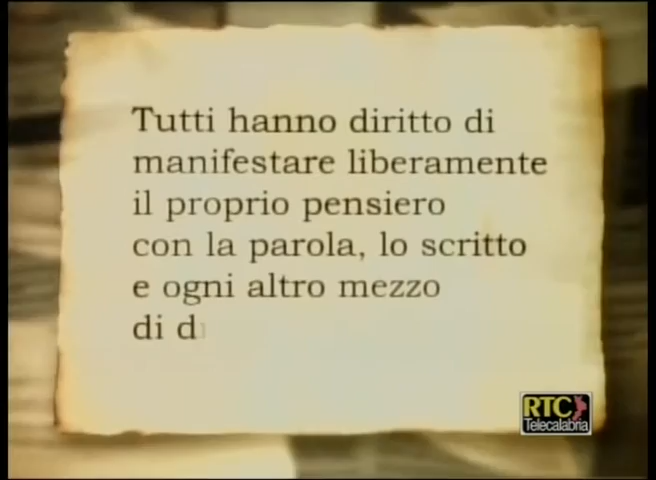 Tutti hanno diritto di
manifestare liberamente
il proprio pensiero
con la parola, lo scritto
e ogni altro mezzo
di d
RTC
Telecalabria